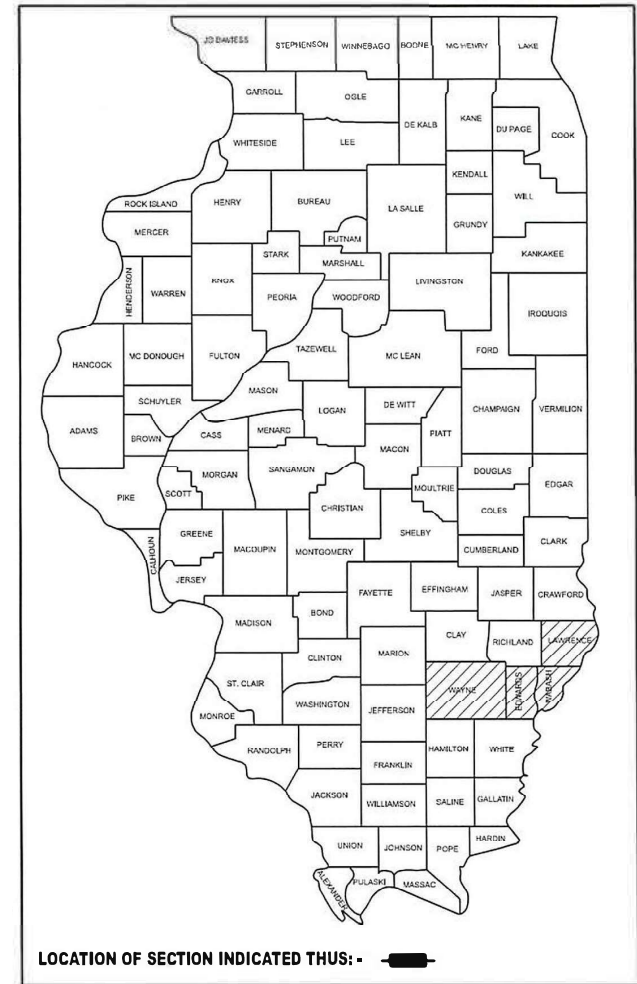 JO DAVIESS
STEPHENSON
WINNEBAGO
BOONE
MC HENRY
LAKE
CARROLL
OGLE
DE KALB
KANE
DU PAGE
COOK
WHITESIDE
LEE
KENDALL
WILL
ROCK ISLAND
HENRY
BUREAU
LA SALLE
GRUNDY
MERCER
PUTNAM
STARK
MARSHALL
KANKAKEE
HENDERSON
WARREN
KNOX
PEORIA
WOODFORD
LIVINGSTON
IROQUOIS
HANCOCK
MC DONOUGH
FULTON
TAZEWELL
MC LEAN
FORD
MASON
SCHUYLER
LOGAN
DE WITT
CHAMPAIGN
VERMILION
ADAMS
BROWN
CASS
MENARD
MACON
PIATT
SANGAMON
DOUGLAS
PIKE
SCOTT
MORGAN
MOULTRIE
EDGAR
CHRISTIAN
COLES
CALHOUN
GREENE
MACOUPIN
MONTGOMERY
SHELBY
CUMBERLAND
CLARK
JERSEY
FAYETTE
EFFINGHAM
JASPER
CRAWFORD
MADISON
BOND
CLAY
RICHLAND
LAWRENCE
CLINTON
MARION
ST. CLAIR
WAYNE
EDWARDS
WABASH
MONROE
WASHINGTON
JEFFERSON
RANDOLPH
PERRY
HAMILTON
WHITE
FRANKLIN
JACKSON
WILLIAMSON
SALINE
GALLATIN
UNION
JOHNSON
POPE
HARDIN
ALEXANDER
PULASKI
MASSAC
LOCATION OF SECTION INDICATED THUS: -